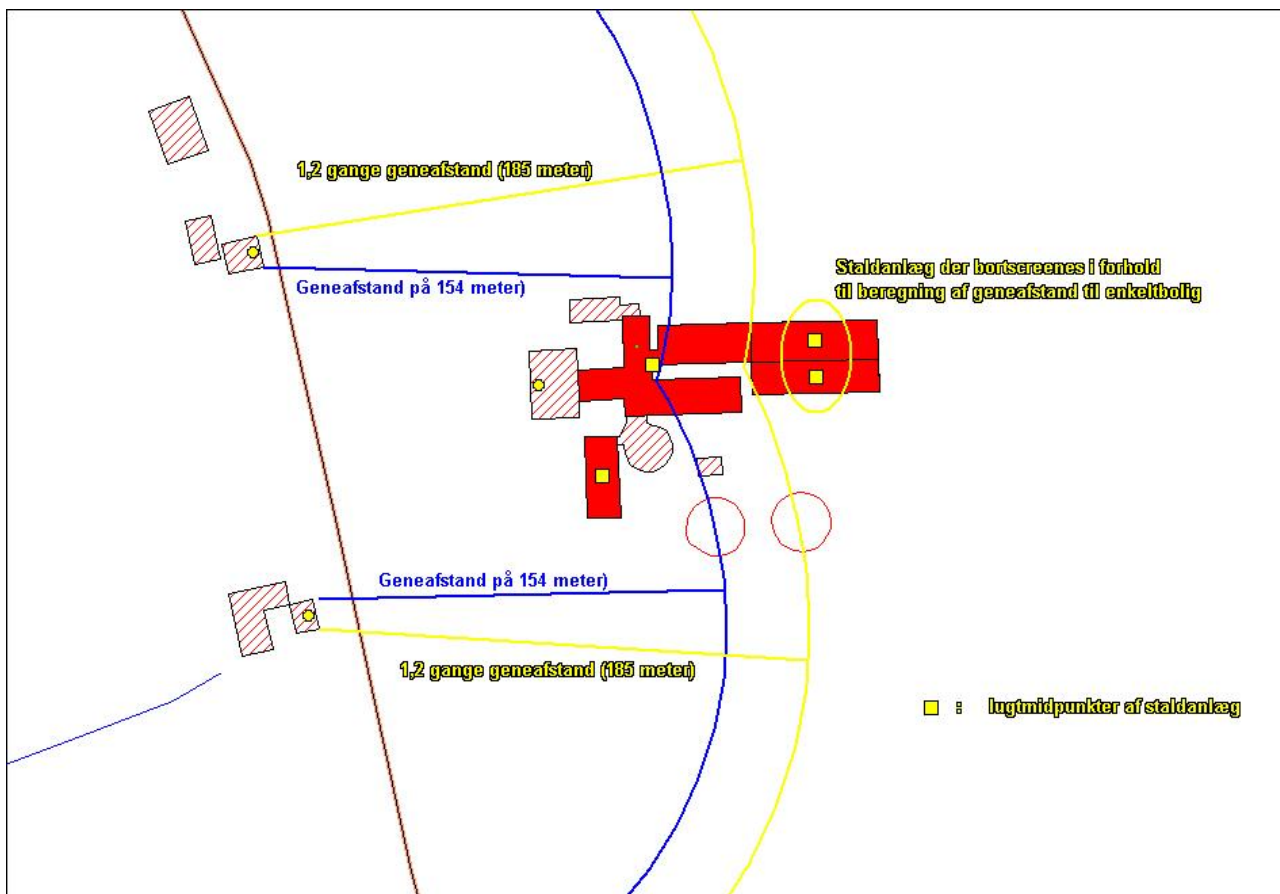 1,2 gange geneafstand (185 meter)
Geneafstand på 154 meter)
Staldanlæg der bortscreenes i forhold
til beregning af geneafstand til enkeltbolig
Geneafstand på 154 meter)
1,2 gange geneafstand (185 meter)
: lugtmidpunkter af staldanlæg